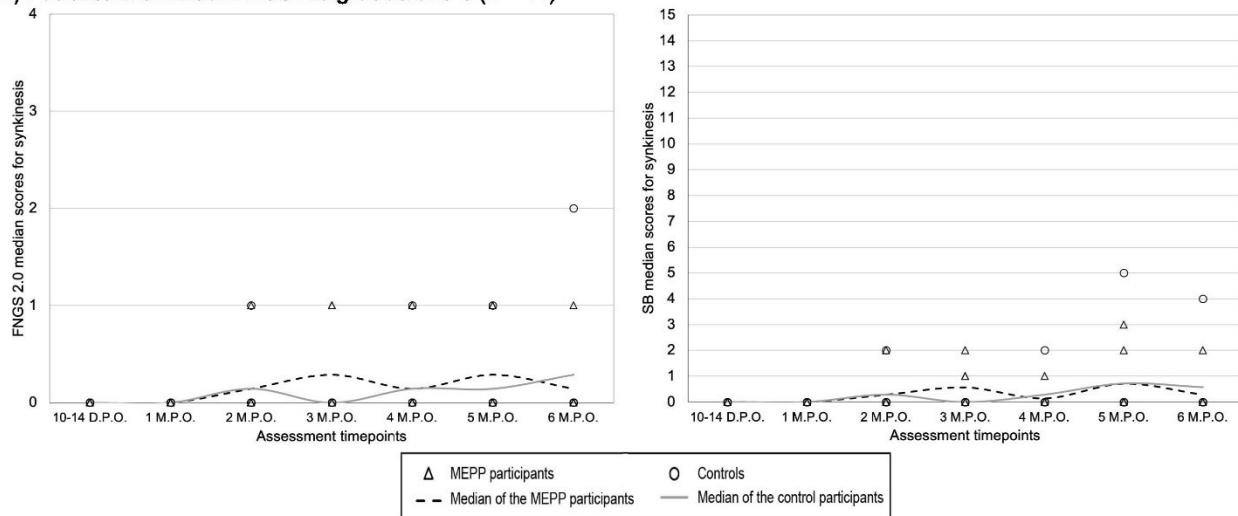 4
3
2
1
0
FNGS 2.0 median scores for synkinesis
10-14 D.P.O. 1 M.P.O. 2 M.P.O. 3 M.P.O. 4 M.P.O. 5 M.P.O. 6 M.P.O.
Assessment timepoints
15
14
13
12
11
10
9
8
7
6
5
4
3
2
1
0
SB median scores for synkinesis
10-14 D.P.O. 1 M.P.O. 2 M.P.O. 3 M.P.O. 4 M.P.O. 5 M.P.O. 6 M.P.O.
Assessment timepoints
MEPP participants
Controls
Median of the MEPP participants
Median of the control participants